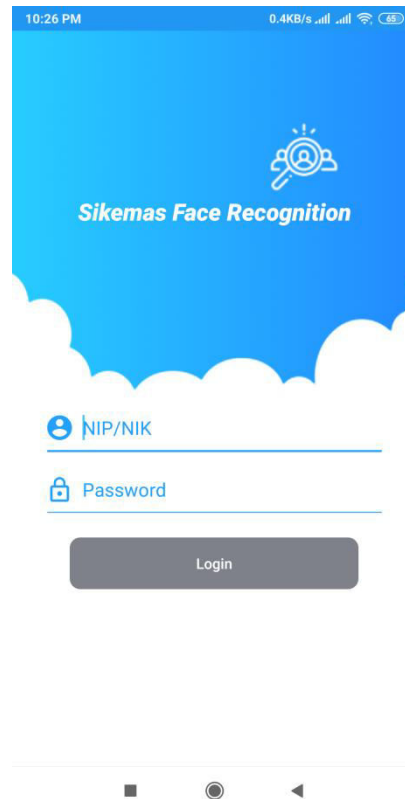 10:26 PM 0.4KB/s 65
Sikemas Face Recognition
NIP/NIK
Password
Login